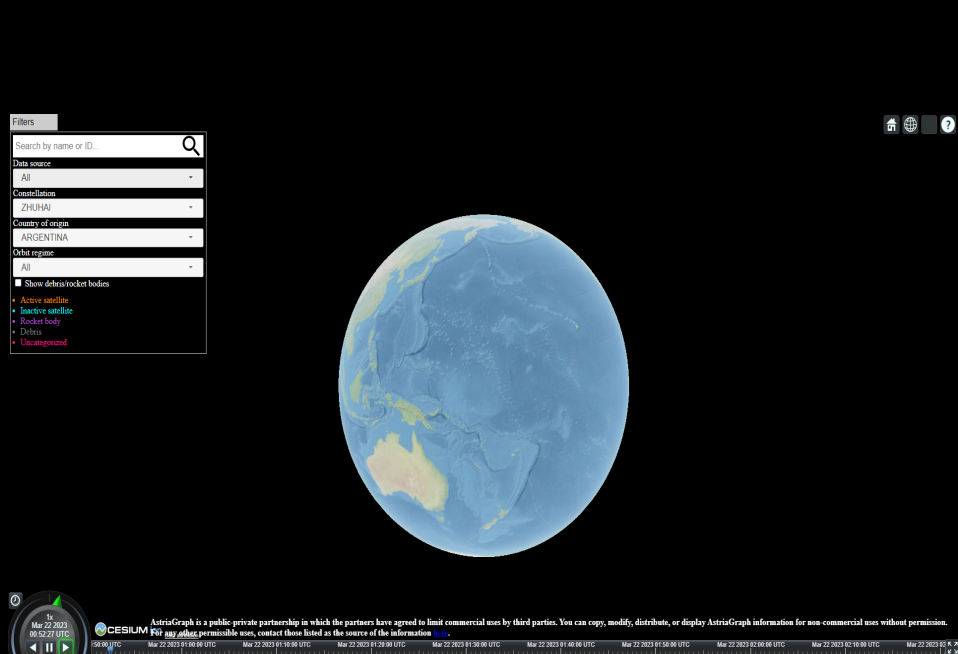 Filters
Search by name or ID...
Data source
All
Constellation
ZHUHAI
Country of origin
ARGENTINA
Orbit regime
All
Show debris/rocket bodies
Active satellite
Inactive satellite
Rocket body
Debris
Uncategorized
?
1x
Mar 22 2023
00:52:27 UTC
CESIUM
AstriaGraph is a public-private partnership in which the partners have agreed to limit commercial uses by third parties. You can copy, modify, distribute, or display AstriaGraph information for non-commercial uses without permission.
For any other permissible uses, contact those listed as the source of the information here.
:50:00 UTC Mar 22 2023 01:00:00 UTC Mar 22 2023 01:10:00 UTC Mar 22 2023 01:20:00 UTC Mar 22 2023 01:30:00 UTC Mar 22 2023 01:40:00 UTC Mar 22 2023 01:50:00 UTC Mar 22 2023 02:00:00 UTC Mar 22 2023 02:10:00 UTC Mar 22 2023 02